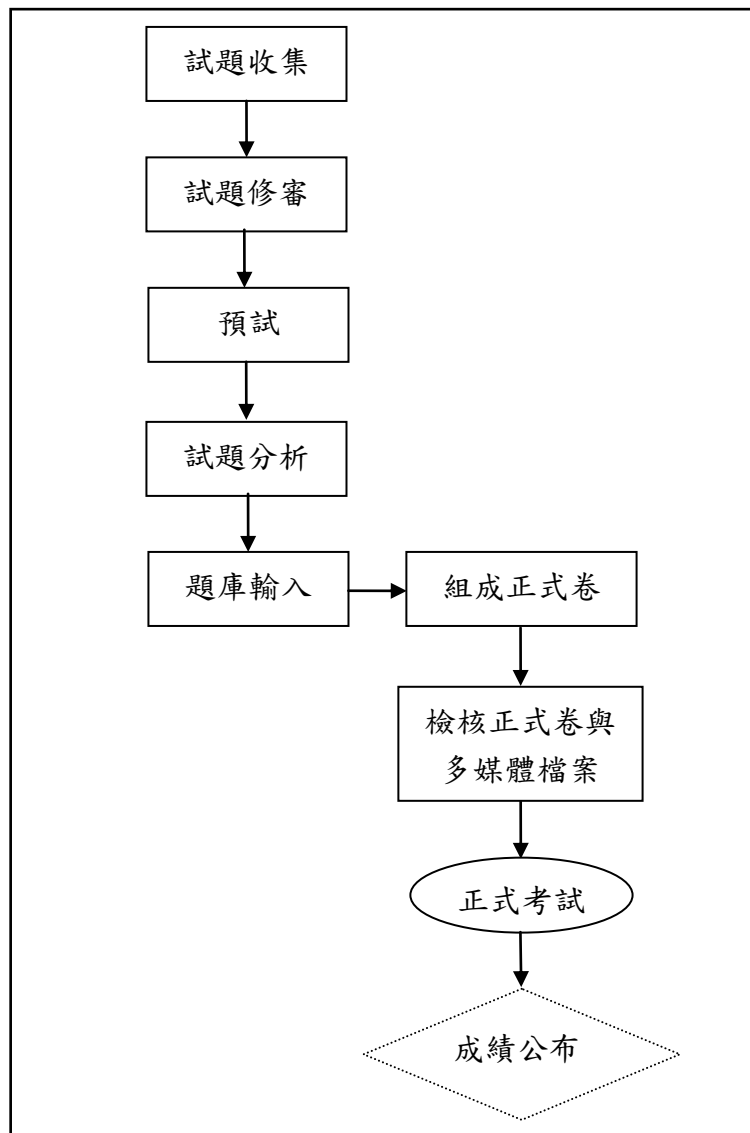 試題收集
試題修審
預試
試題分析
題庫輸入
組成正式卷
檢核正式卷與
多媒體檔案
正式考試
成績公布